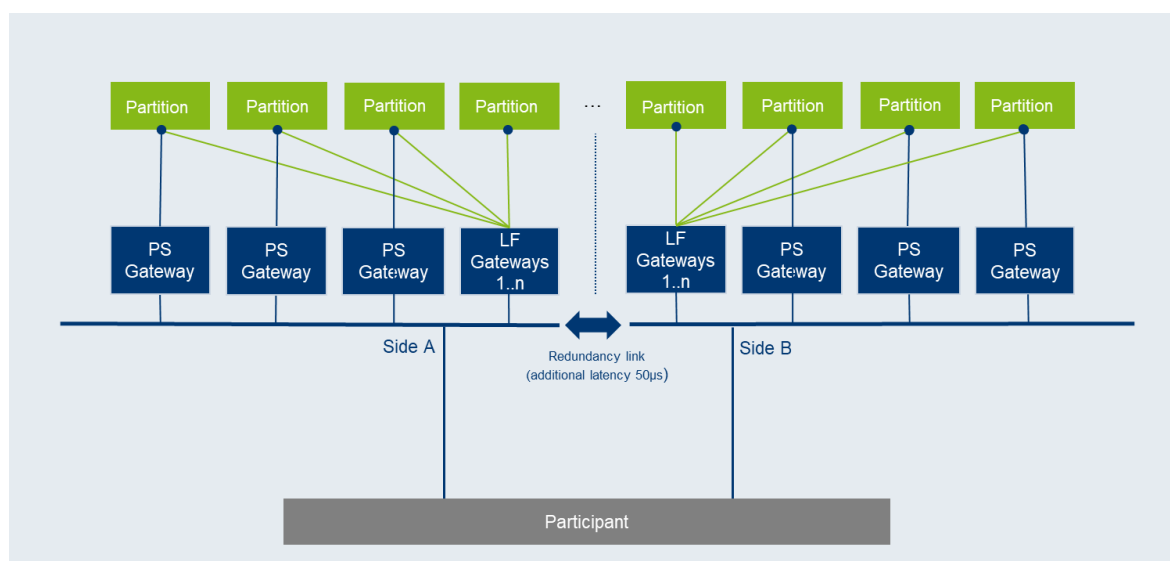 Partition
Partition
Partition
Partition
...
Partition
Partition
Partition
Partition
PS
Gateway
PS
Gateway
PS
Gateway
LF
Gateways
1..n
LF
Gateways
1..n
PS
Gateway
PS
Gateway
PS
Gateway
Side A
Redundancy link
(additional latency 50µs)
Side B
Participant